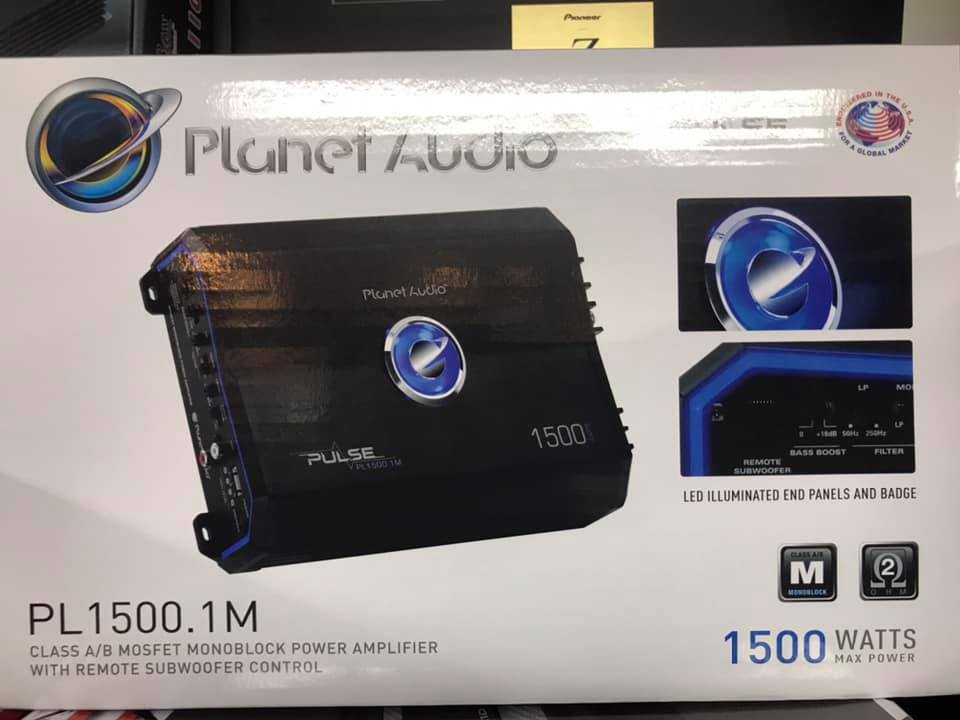 Pioneer
Planet Audio
ENGINEERED IN THE U.S.A.
FOR A GLOBAL MARKET
Planet Audio
PULSE
PL1500.1M
1500
LP
0 +18dB 50Hz 250Hz LP
BASS BOOST FILTER
REMOTE
SUBWOOFER
LED ILLUMINATED END PANELS AND BADGE
CLASS A/B
M
MONOBLOCK
2
OHM
PL1500.1M
CLASS A/B MOSFET MONOBLOCK POWER AMPLIFIER
WITH REMOTE SUBWOOFER CONTROL
1500 WATTS
MAX POWER